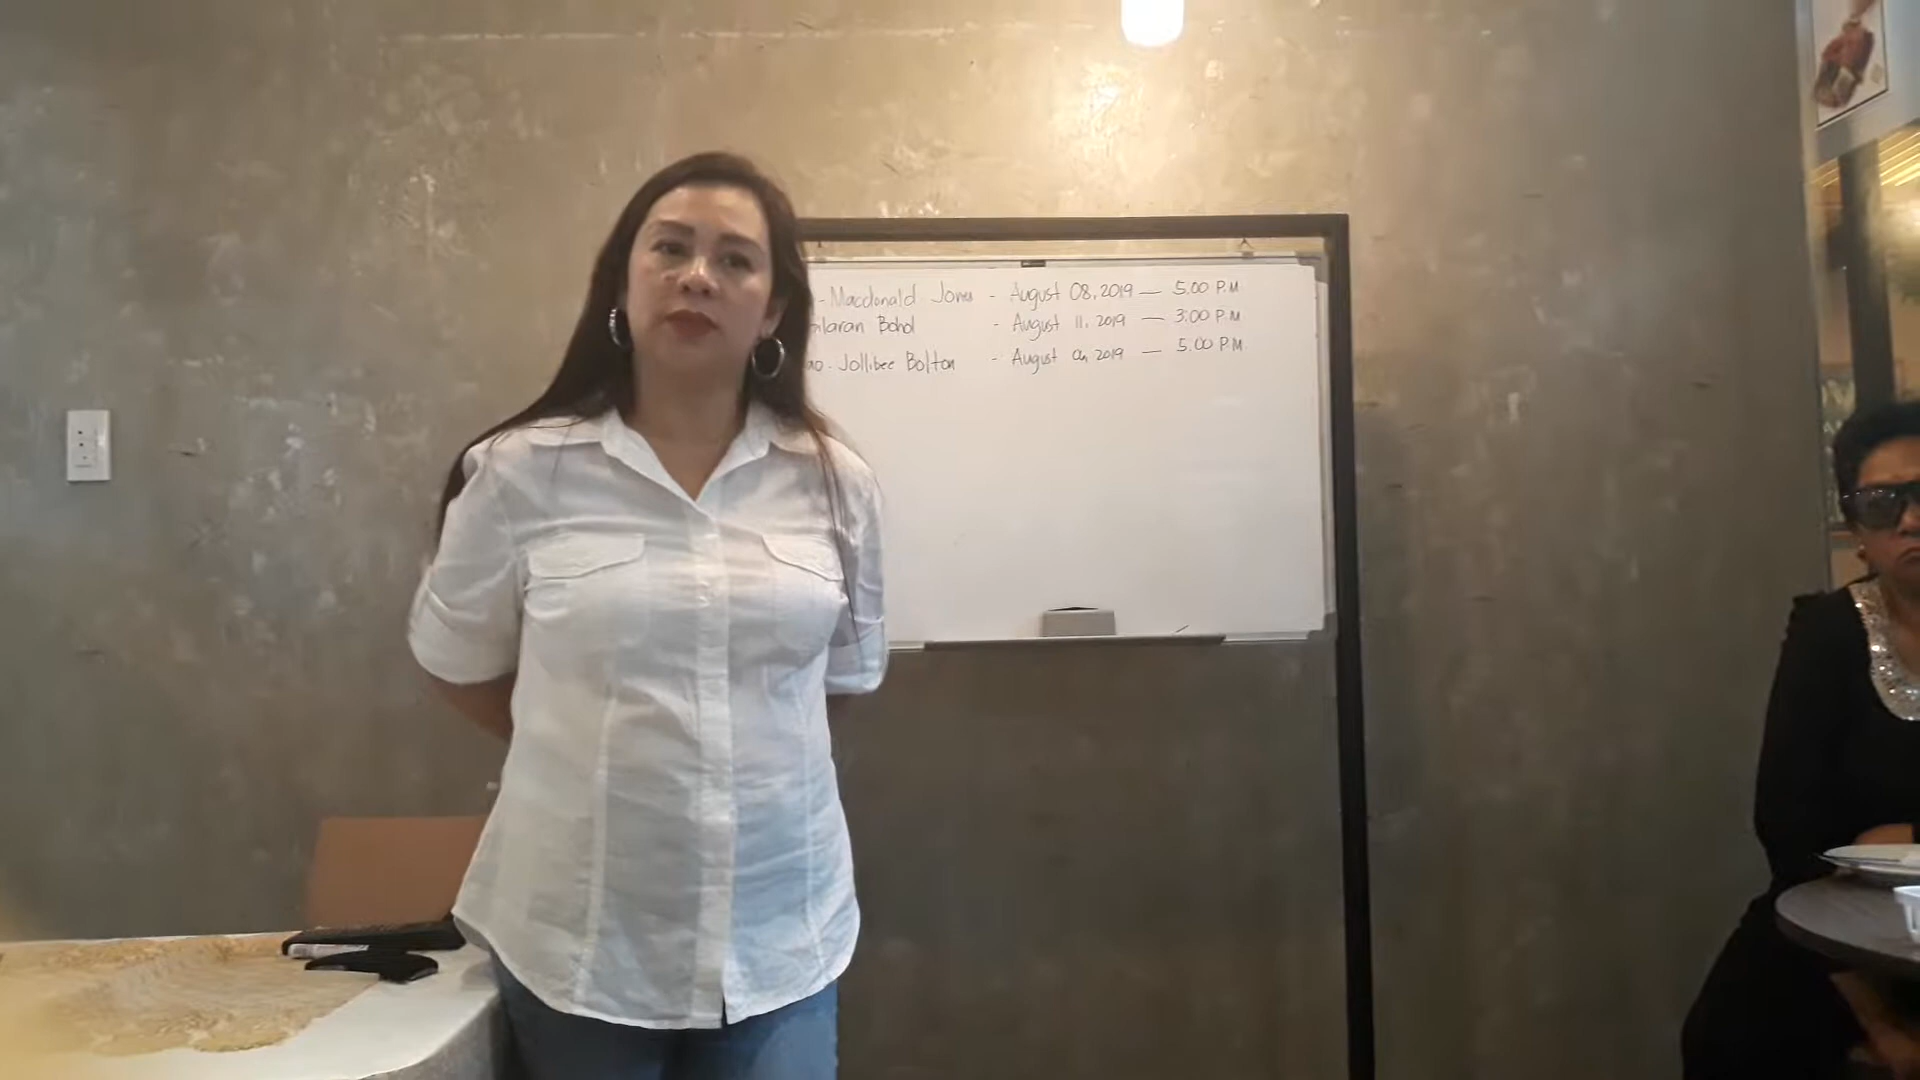 - Macdonald Jones - August 08, 2019 — 5:00 P.M
Bohol - August 11, 2019 — 3:00 P.M
- Jollibee Bolton - August 2019 — 5:00 P.M.